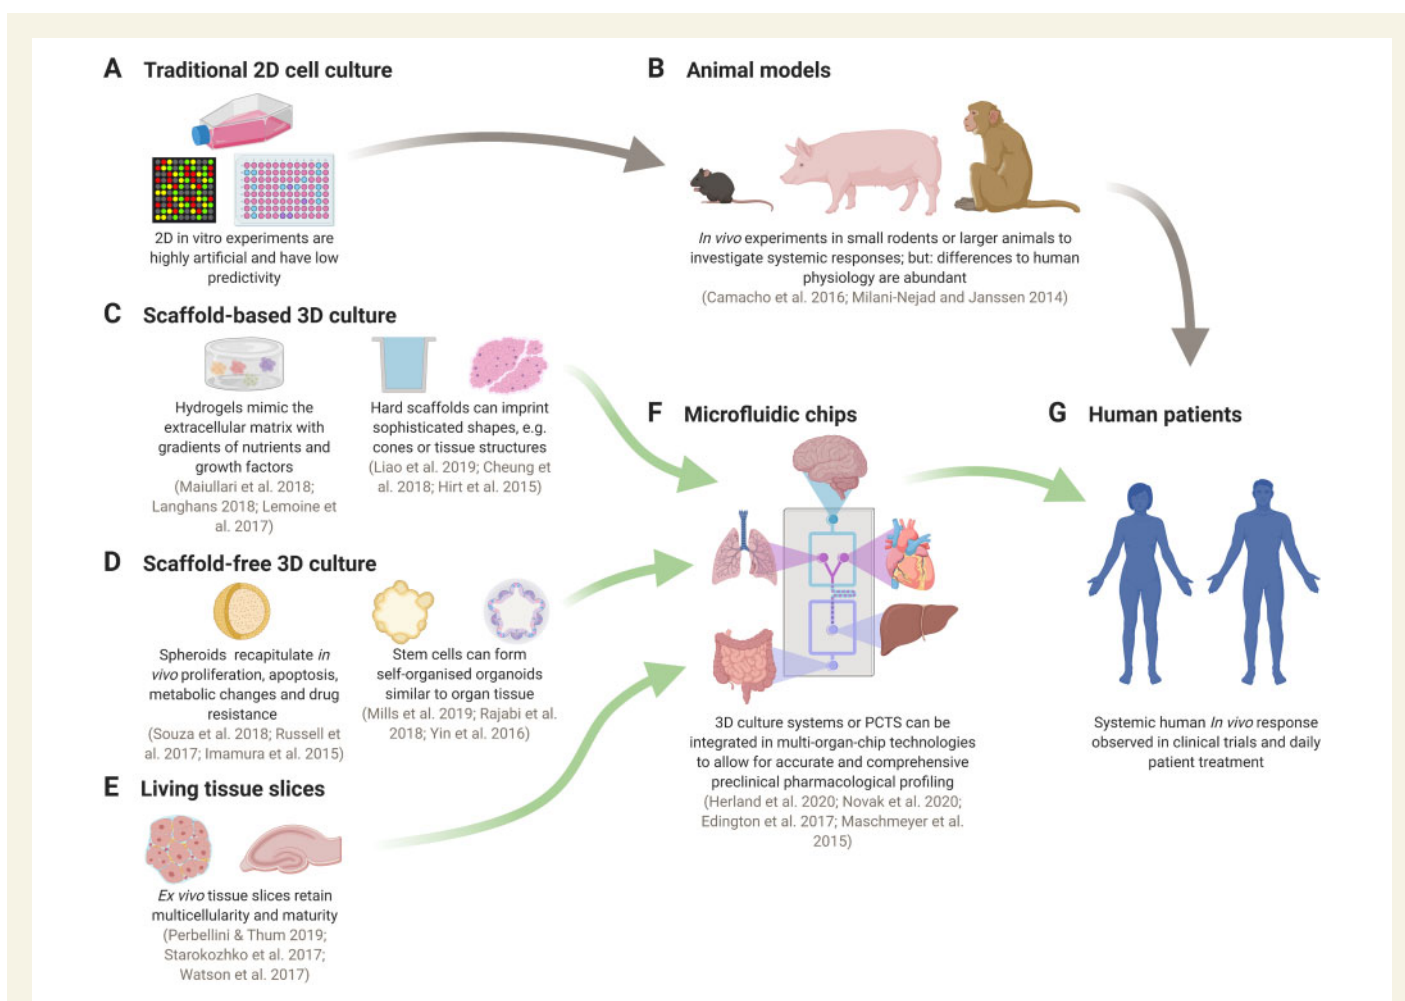 A Traditional 2D cell culture
2D in vitro experiments are
highly artificial and have low
predictivity
B Animal models
In vivo experiments in small rodents or larger animals to
investigate systemic responses; but: differences to human
physiology are abundant
(Camacho et al. 2016; Milani-Nejad and Janssen 2014)
C Scaffold-based 3D culture
Hydrogels mimic the
extracellular matrix with
gradients of nutrients and
growth factors
(Maiullari et al. 2018;
Langhans 2018; Lemoine et
al. 2017)
Hard scaffolds can imprint
sophisticated shapes, e.g.
cones or tissue structures
(Liao et al. 2019; Cheung et
al. 2018; Hirt et al. 2015)
D Scaffold-free 3D culture
Spheroids recapitulate in
vivo proliferation, apoptosis,
metabolic changes and drug
resistance
(Souza et al. 2018; Russell et
al. 2017; Imamura et al. 2015)
Stem cells can form
self-organised organoids
similar to organ tissue
(Mills et al. 2019; Rajabi et al.
2018; Yin et al. 2016)
E Living tissue slices
Ex vivo tissue slices retain
multicellularity and maturity
(Perbellini & Thum 2019;
Starokozhko et al. 2017;
Watson et al. 2017)
F Microfluidic chips
3D culture systems or PCTS can be
integrated in multi-organ-chip technologies
to allow for accurate and comprehensive
preclinical pharmacological profiling
(Herland et al. 2020; Novak et al. 2020;
Edington et al. 2017; Maschmeyer et al.
2015)
G Human patients
Systemic human In vivo response
observed in clinical trials and daily
patient treatment